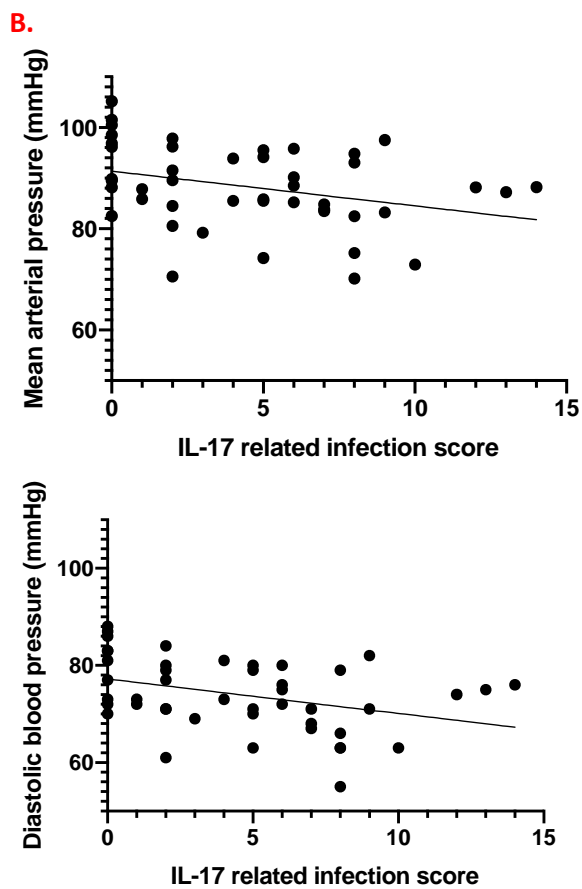 B.
Mean arterial pressure (mmHg)
100
80
60
0 5 10 15
IL-17 related infection score
Diastolic blood pressure (mmHg)
100
80
60
0 5 10 15
IL-17 related infection score